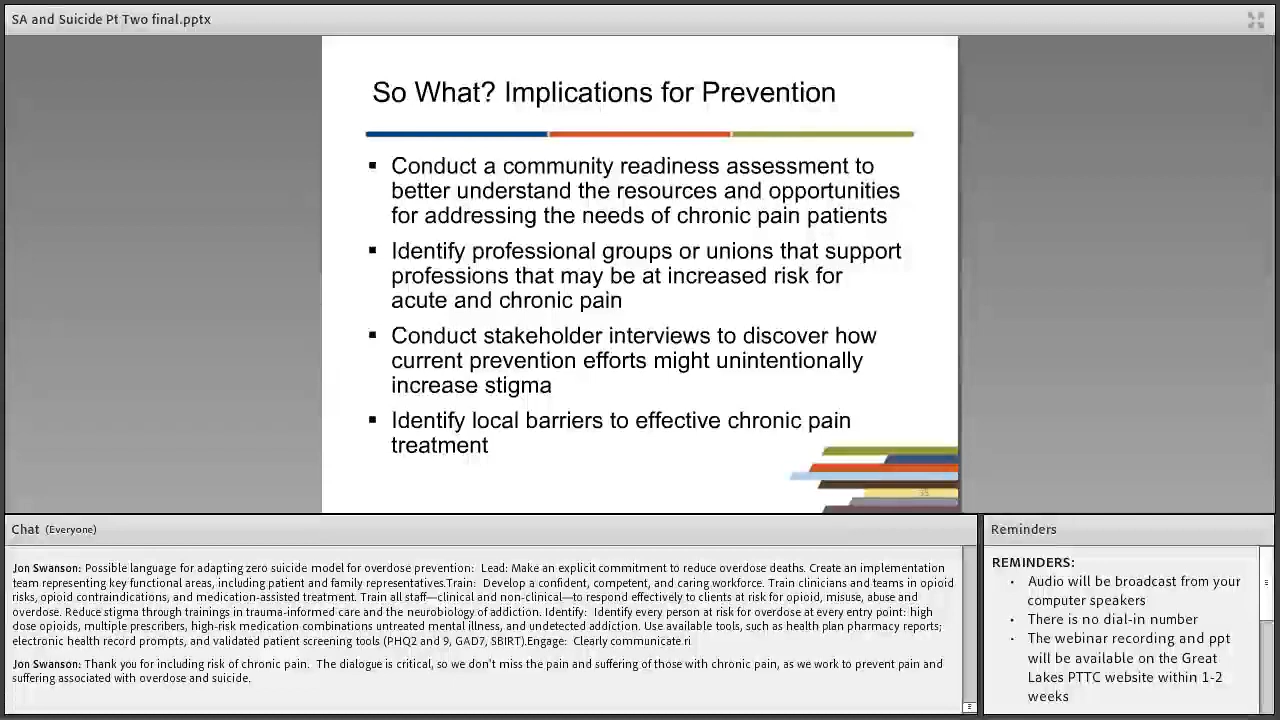 SA and Suicide Pt Two final.pptx
So What? Implications for Prevention
▪ Conduct a community readiness assessment to
better understand the resources and opportunities
for addressing the needs of chronic pain patients
▪ Identify professional groups or unions that support
professions that may be at increased risk for
acute and chronic pain
▪ Conduct stakeholder interviews to discover how
current prevention efforts might unintentionally
increase stigma
▪ Identify local barriers to effective chronic pain
treatment
Chat (Everyone)
Jon Swanson: Possible language for adapting zero suicide model for overdose prevention: Lead: Make an explicit commitment to reduce overdose deaths. Create an implementation
team representing key functional areas, including patient and family representatives.Train: Develop a confident, competent, and caring workforce. Train clinicians and teams in opioid
risks, opioid contraindications, and medication-assisted treatment. Train all staff—clinical and non-clinical—to respond effectively to clients at risk for opioid, misuse, abuse and
overdose. Reduce stigma through trainings in trauma-informed care and the neurobiology of addiction. Identify: Identify every person at risk for overdose at every entry point: high
dose opioids, multiple prescribers, high-risk medication combinations untreated mental illness, and undetected addiction. Use available tools, such as health plan pharmacy reports;
electronic health record prompts, and validated patient screening tools (PHQ2 and 9, GAD7, SBIRT).Engage: Clearly communicate ri
Jon Swanson: Thank you for including risk of chronic pain. The dialogue is critical, so we don't miss the pain and suffering of those with chronic pain, as we work to prevent pain and
suffering associated with overdose and suicide.
Reminders
REMINDERS:
• Audio will be broadcast from your
computer speakers
• There is no dial-in number
• The webinar recording and ppt
will be available on the Great
Lakes PTTC website within 1-2
weeks